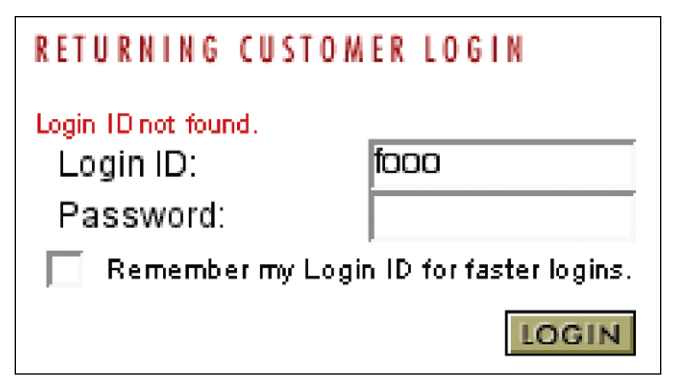 RETURNING CUSTOMER LOGIN
Login ID not found.
Login ID: fooo
Password:
Remember my Login ID for faster logins.
LOGIN